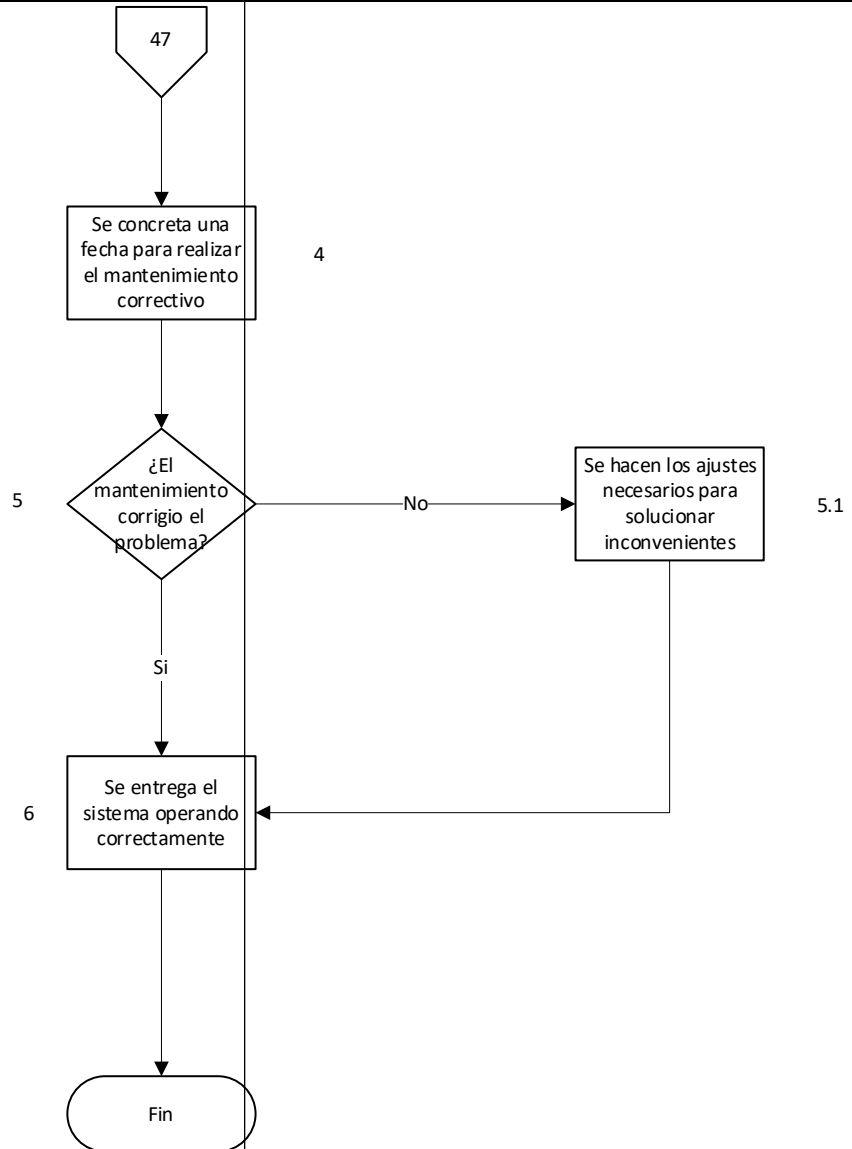 47
Se concreta una
fecha para realizar
el mantenimiento
correctivo
4
5
¿El
mantenimiento
corrigio el
problema?
No
Se hacen los ajustes
necesarios para
solucionar
inconvenientes
5.1
Si
6
Se entrega el
sistema operando
correctamente
Fin